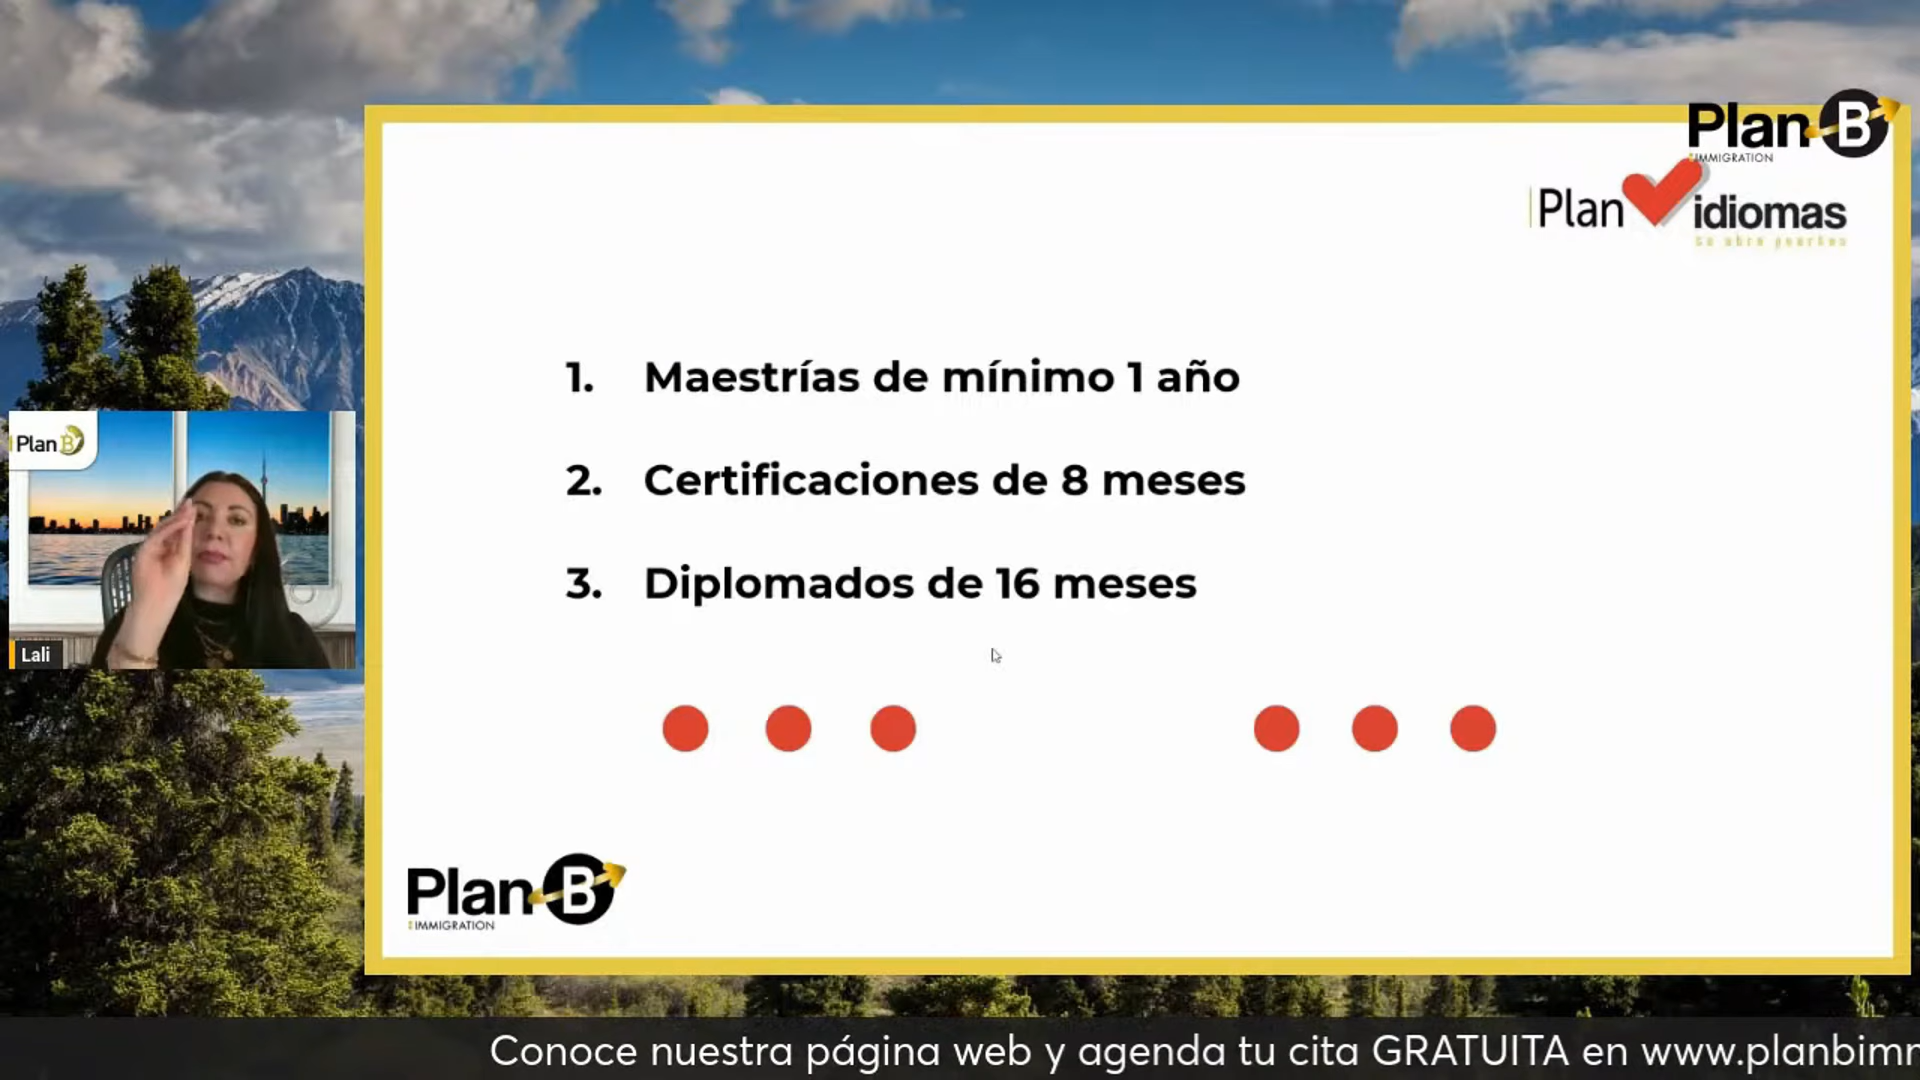 Plan B
IMMIGRATION
Plan idiomas
1. Maestrías de mínimo 1 año
2. Certificaciones de 8 meses
3. Diplomados de 16 meses
Plan B
Lali
Plan B
IMMIGRATION
Conoce nuestra página web y agenda tu cita GRATUITA en www.planbimm